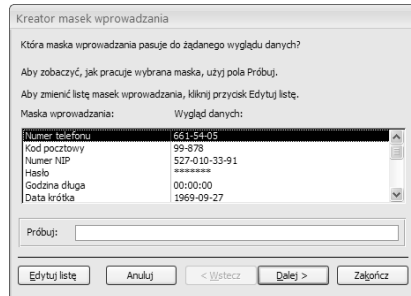 Kreator masek wprowadzania
Która maska wprowadzania pasuje do żądanego wyglądu danych?
Aby zobaczyć, jak pracuje wybrana maska, użyj pola Próbuj.
Aby zmienić listę masek wprowadzania, kliknij przycisk Edytuj listę.
Maska wprowadzania: Wygląd danych:
Numer telefonu 661-54-05
Kod pocztowy 99-878
Numer NIP 527-010-33-91
Hasło *******
Godzina długa 00:00:00
Data krótka 1969-09-27
Próbuj:
Edytuj listę Anuluj < Wstecz Dalej > Zakończ